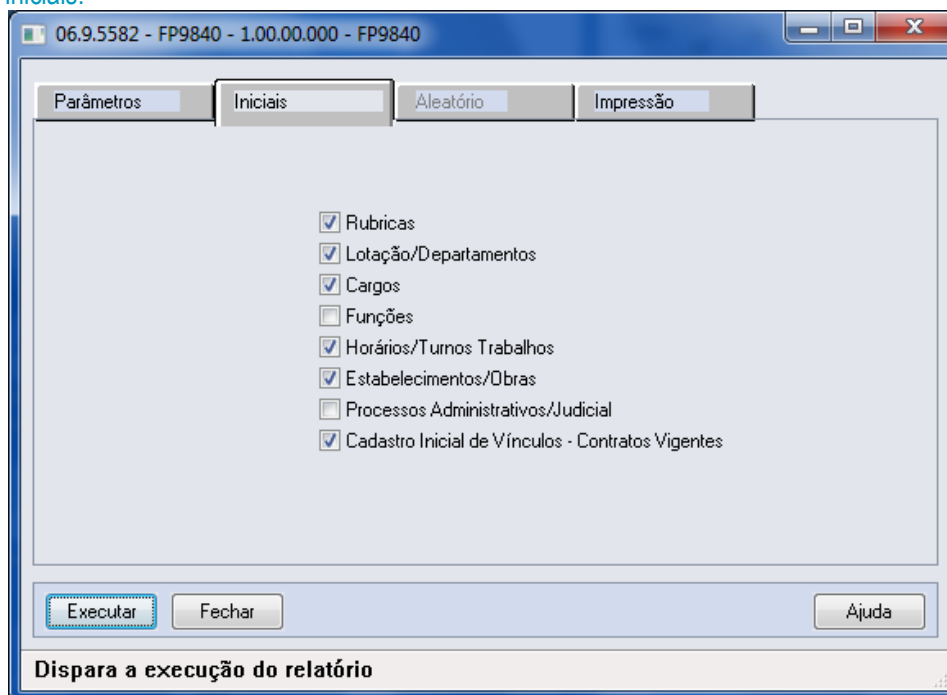 Iniciais:
06.9.5582 - FP9840 - 1.00.00.000 - FP9840
Parâmetros Iniciais Aleatório Impressão
Rubricas
Lotação/Departamentos
Cargos
Funções
Horários/Turnos Trabalhos
Estabelecimentos/Obras
Processos Administrativos/Judicial
Cadastro Inicial de Vínculos - Contratos Vigentes
Executar Fechar Ajuda
Dispara a execução do relatório